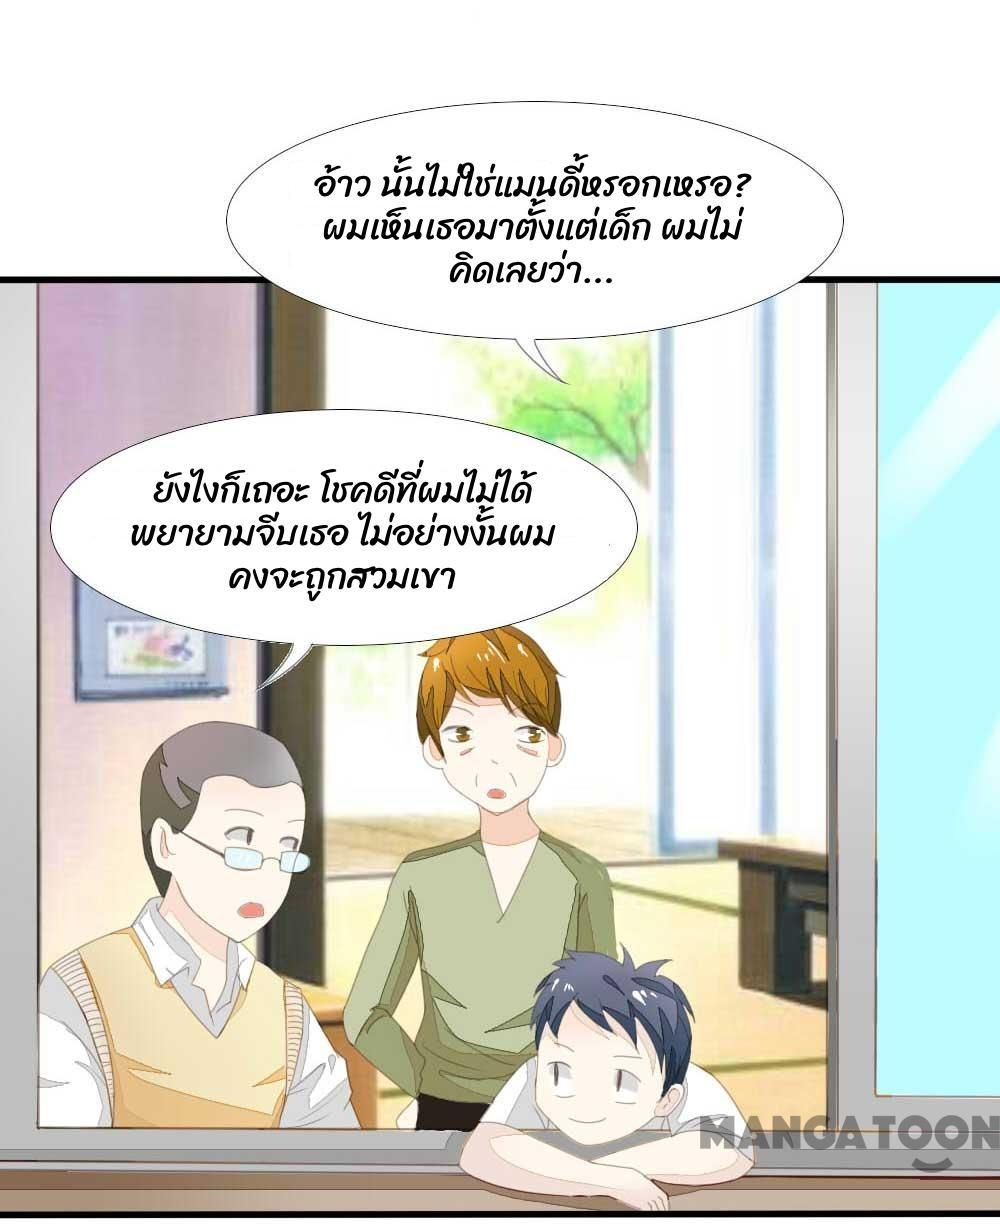 อ้าว นั้นไม่ใช่แมนดี้หรอกเหรอ?
ผมเห็นเธอมาตั้งแต่เด็ก ผมไม่
คิดเลยว่า...
ยังไงก็เถอะ โชคดีที่ผมไม่ได้
พยายามจีบเธอ ไม่อย่างงั้นผม
คงจะถูกสวมเขา
MANGATOON